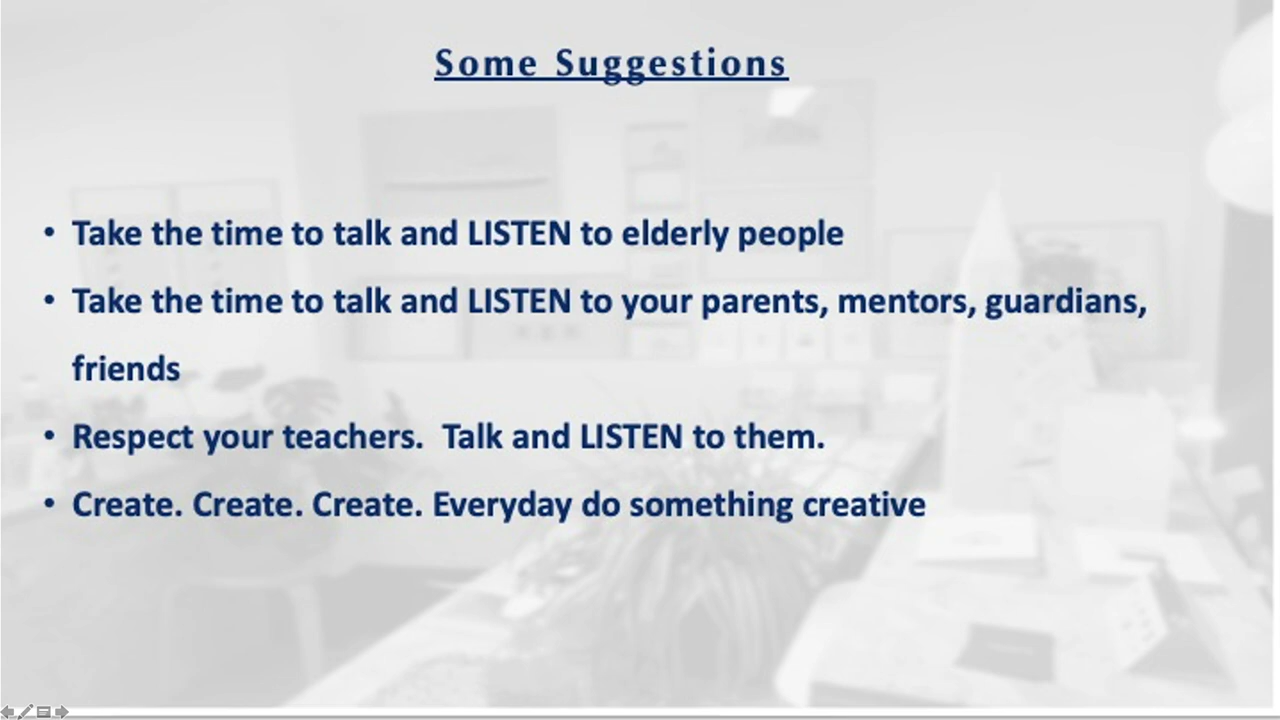 Some Suggestions
• Take the time to talk and LISTEN to elderly people
• Take the time to talk and LISTEN to your parents, mentors, guardians,
friends
• Respect your teachers.  Talk and LISTEN to them.
• Create. Create. Create. Everyday do something creative